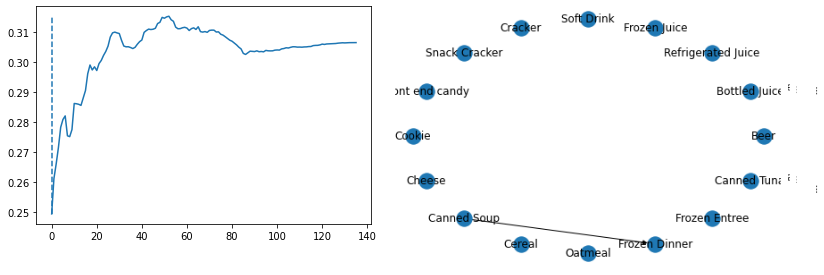 0.31
0.30
0.29
0.28
0.27
0.26
0.25
0 20 40 60 80 100 120 140
Soft Drink
Cracker
Frozen Juice
Snack Cracker
Refrigerated Juice
ont end candy
Bottled Juice
Cookie
Beer
Cheese
Canned Tuna
Canned Soup
Frozen Entree
Cereal
Frozen Dinner
Oatmeal